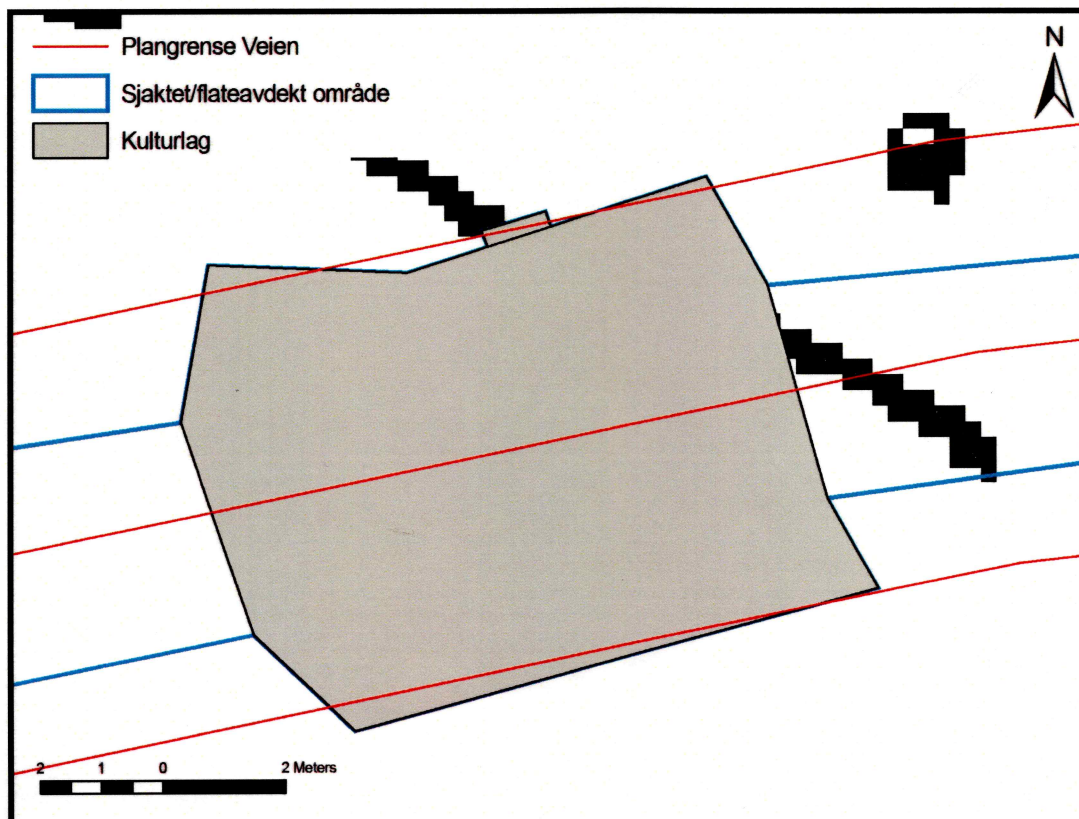 Plangrense Veien
Sjaktet/flateavdekt område
Kulturlag
N
2 1 0 2 Meters